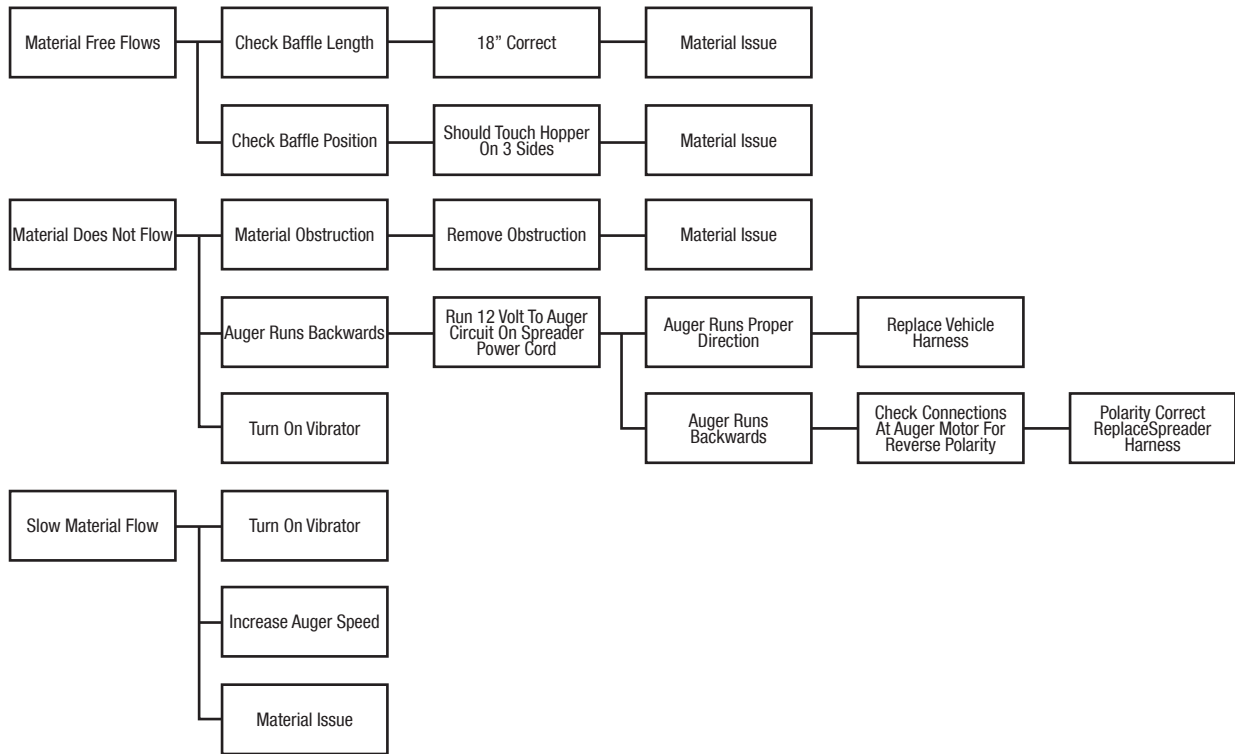 Material Free Flows
Check Baffle Length
18” Correct
Material Issue
Check Baffle Position
Should Touch Hopper
On 3 Sides
Material Issue
Material Does Not Flow
Material Obstruction
Remove Obstruction
Material Issue
Auger Runs Backwards
Run 12 Volt To Auger
Circuit On Spreader
Power Cord
Auger Runs Proper
Direction
Replace Vehicle
Harness
Turn On Vibrator
Auger Runs
Backwards
Check Connections
At Auger Motor For
Reverse Polarity
Polarity Correct
ReplaceSpreader
Harness
Slow Material Flow
Turn On Vibrator
Increase Auger Speed
Material Issue